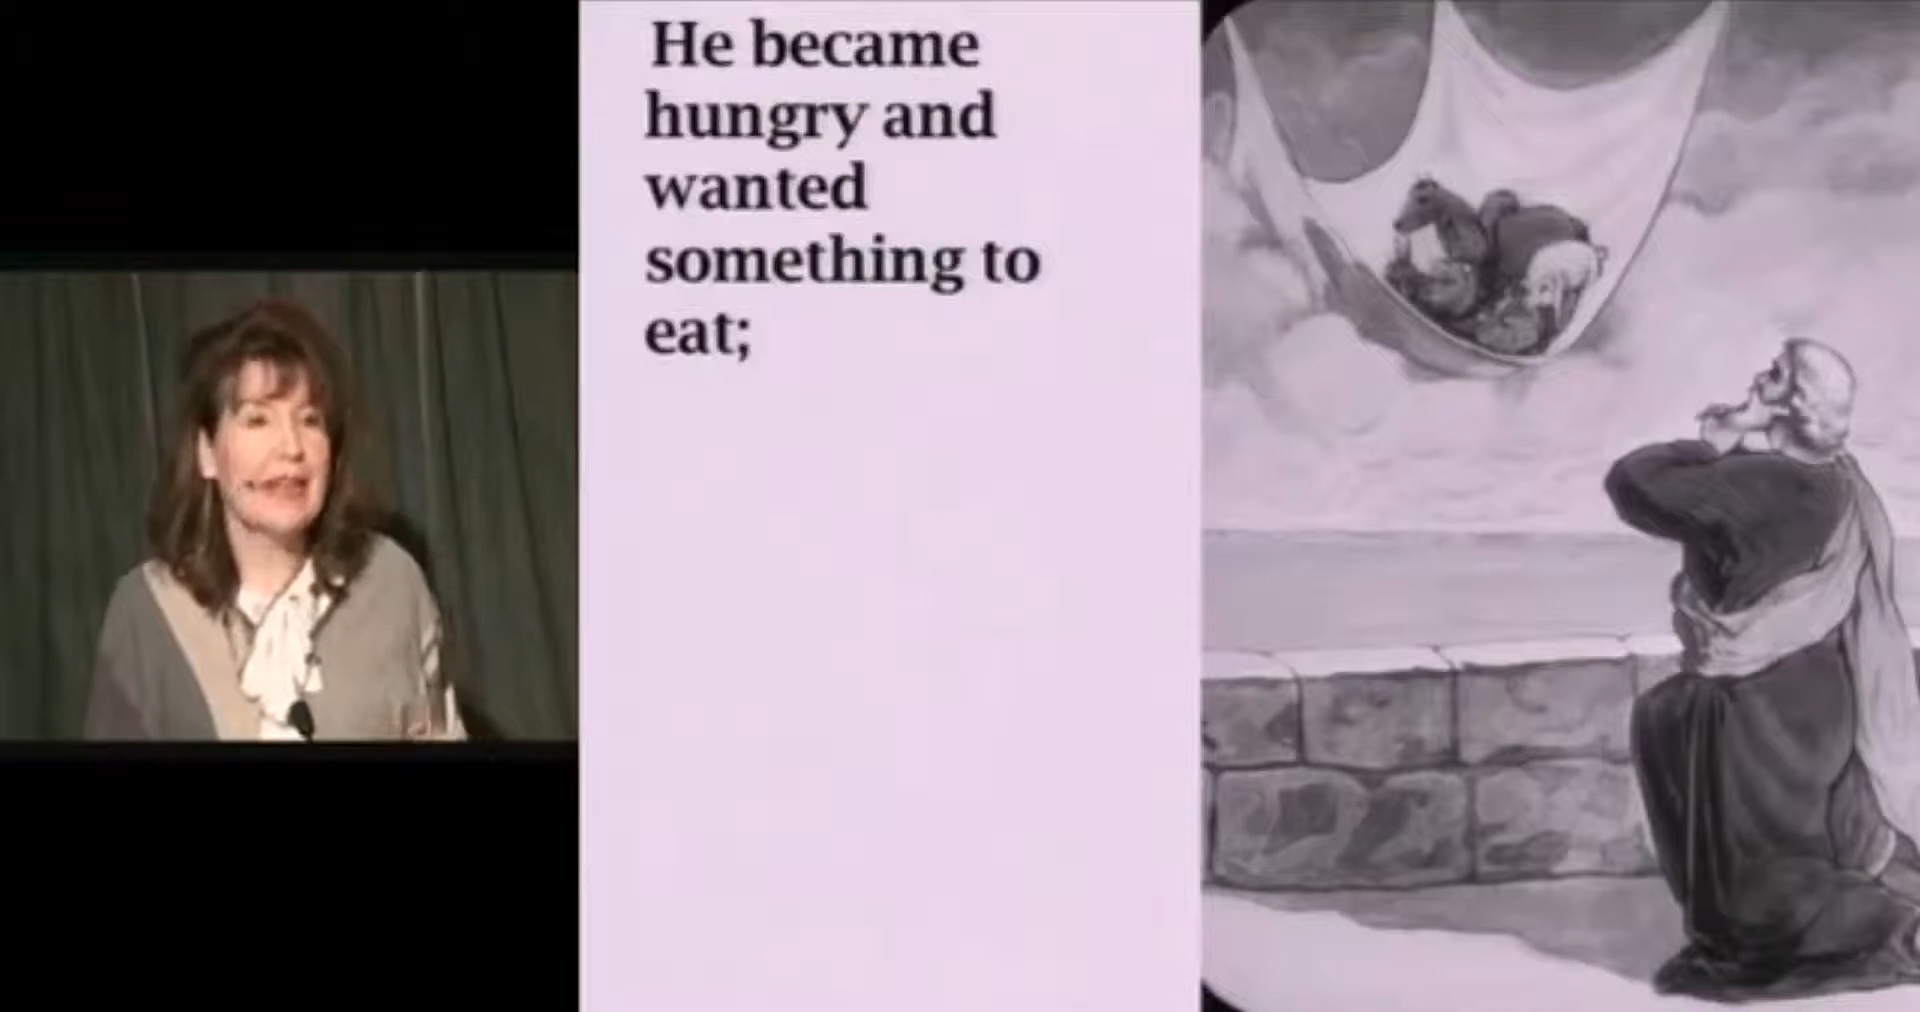 He became
hungry and
wanted
something to
eat;